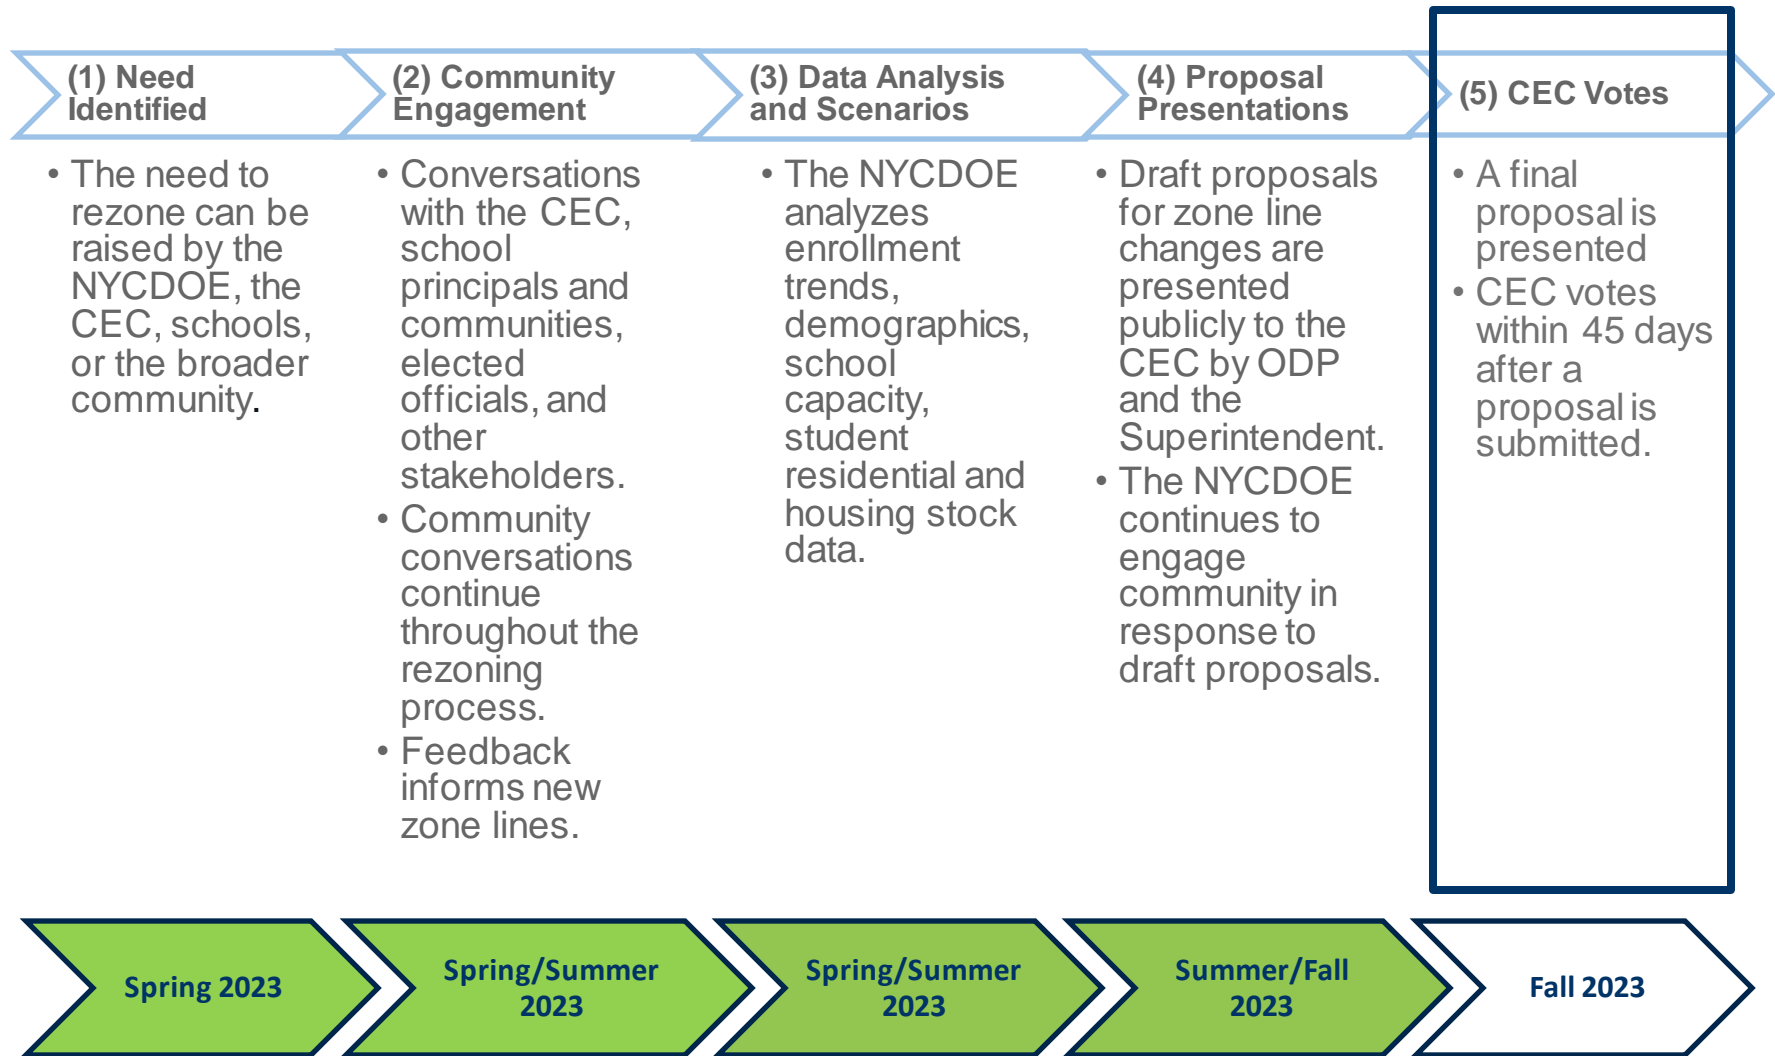 (1) Need
Identified
• The need to
rezone can be
raised by the
NYCDOE, the
CEC, schools,
or the broader
community.
(2) Community
Engagement
• Conversations
with the CEC,
school
principals and
communities,
elected
officials, and
other
stakeholders.
• Community
conversations
continue
throughout the
rezoning
process.
• Feedback
informs new
zone lines.
(3) Data Analysis
and Scenarios
• The NYCDOE
analyzes
enrollment
trends,
demographics,
school
capacity,
student
residential and
housing stock
data.
(4) Proposal
Presentations
• Draft proposals
for zone line
changes are
presented
publicly to the
CEC by ODP
and the
Superintendent.
• The NYCDOE
continues to
engage
community in
response to
draft proposals.
(5) CEC Votes
• A final
proposal is
presented
• CEC votes
within 45 days
after a
proposal is
submitted.
Spring 2023
Spring/Summer
2023
Spring/Summer
2023
Summer/Fall
2023
Fall 2023